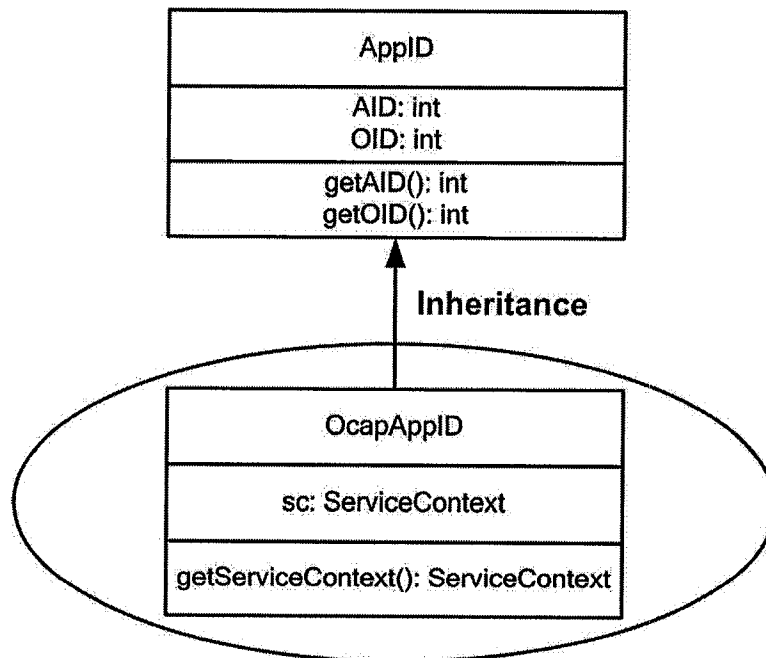 AppID
AID: int
OID: int
getAID(): int
getOID(): int
Inheritance
OcapAppID
sc: ServiceContext
getServiceContext(): ServiceContext